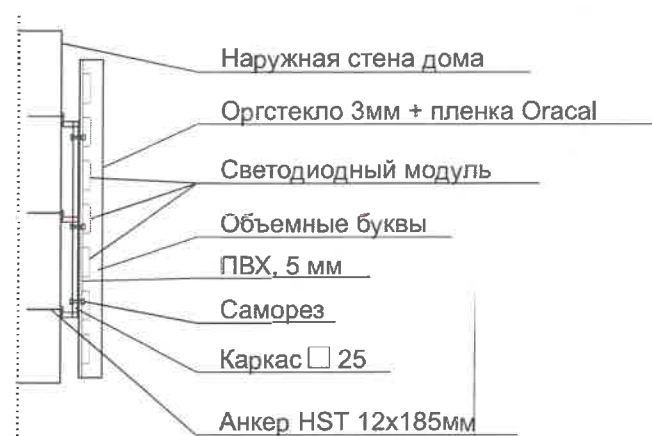 Наружная стена дома
Оргстекло 3мм + пленка Oracal
Светодиодный модуль
Объемные буквы
ПВХ, 5 мм
Саморез
Каркас □ 25
Анкер HST 12х185мм